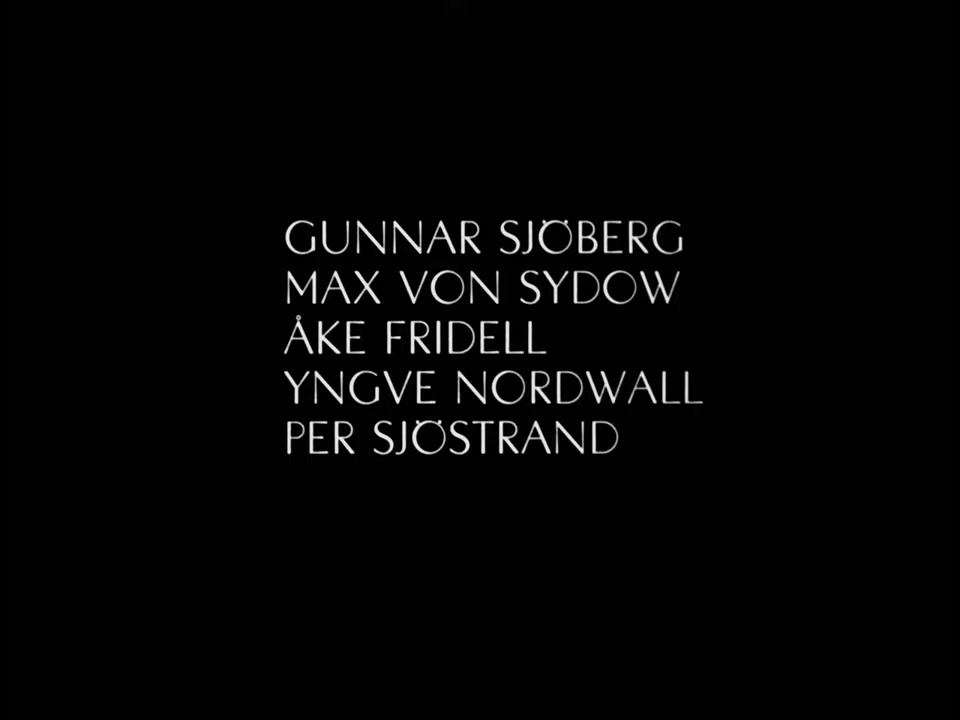 GUNNAR SJÖBERG
MAX VON SYDOW
ÅKE FRIDELL
YNGVE NORDWALL
PER SJÖSTRAND